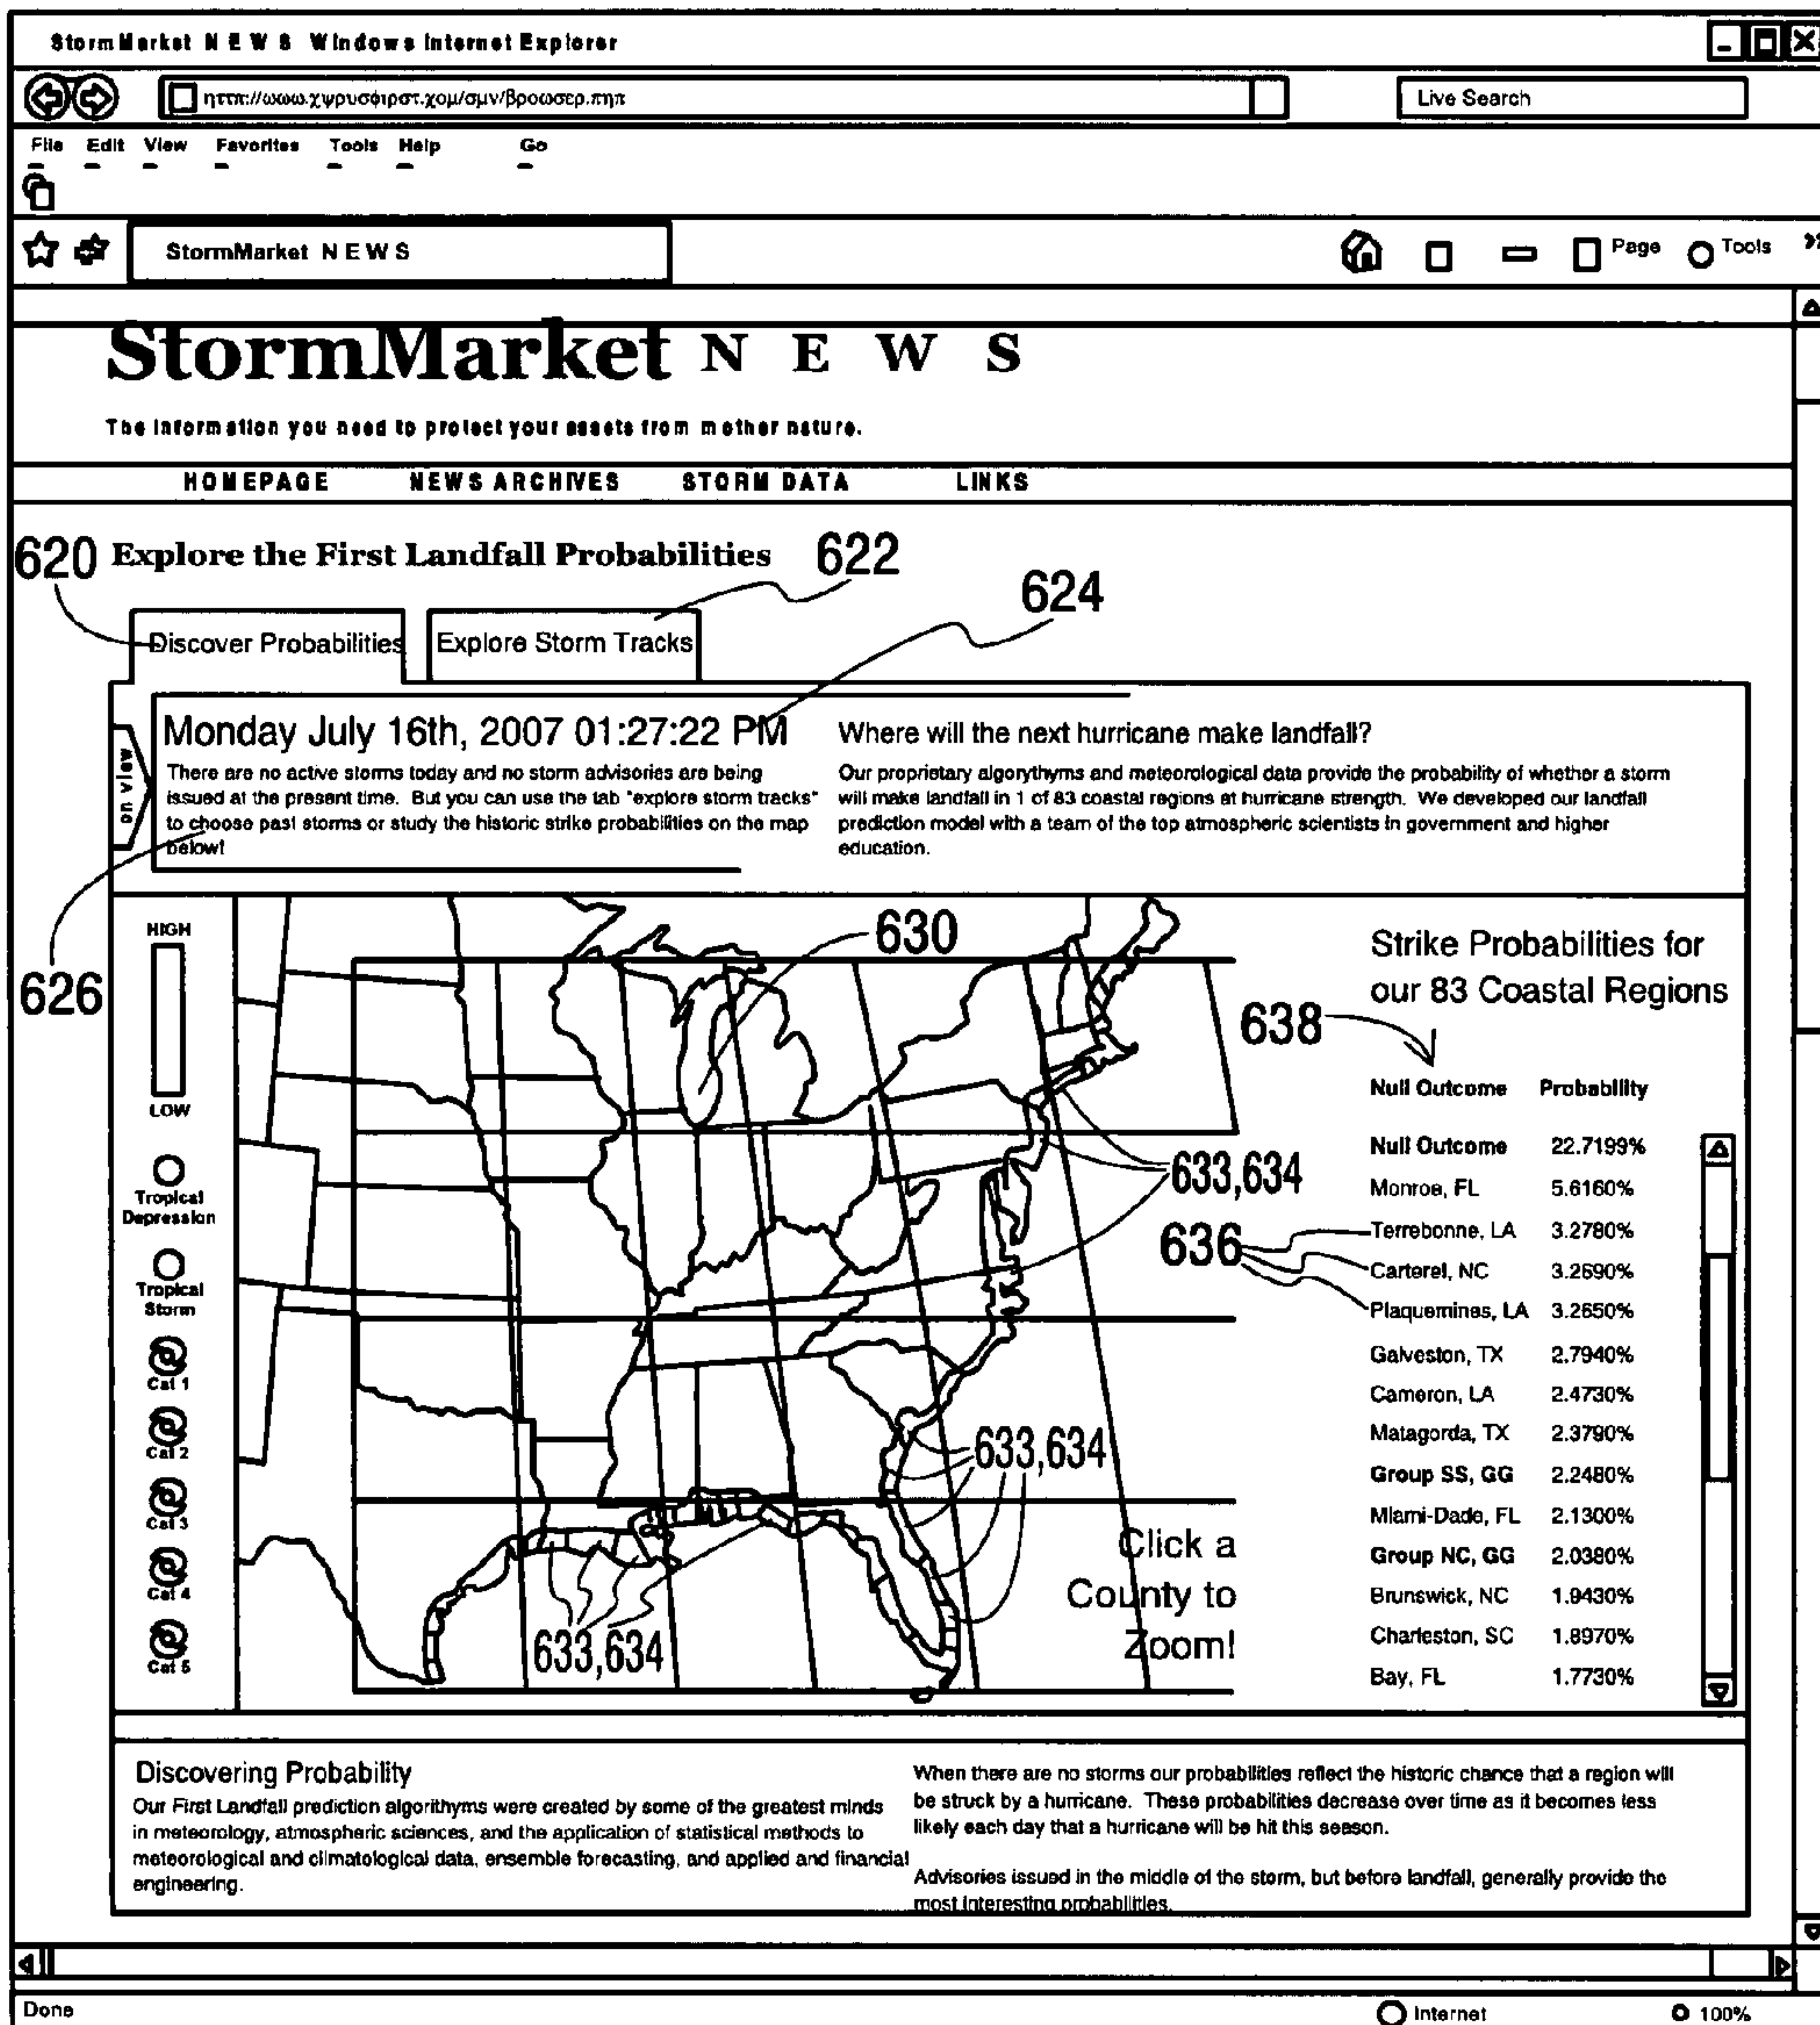 StormMarket N E W S Windows Internet Explorer
ηττπ://ωωω.χψρυσφιρστ.χομ/σμν/βροωσερ.πηπ
Live Search
File Edit View Favorites Tools Help Go
StormMarket N E W S
Page Tools »
StormMarket N E W S
The information you need to protect your assets from mother nature.
HOMEPAGE NEWS ARCHIVES STORM DATA LINKS
620 Explore the First Landfall Probabilities 622
624
Discover Probabilities Explore Storm Tracks
view on
Monday July 16th, 2007 01:27:22 PM
There are no active storms today and no storm advisories are being
issued at the present time. But you can use the tab "explore storm tracks"
to choose past storms or study the historic strike probabilities on the map
below!
Where will the next hurricane make landfall?
Our proprietary algorythyms and meteorological data provide the probability of whether a storm
will make landfall in 1 of 83 coastal regions at hurricane strength. We developed our landfall
prediction model with a team of the top atmospheric scientists in government and higher
education.
626
HIGH
LOW
Tropical
Depression
Tropical
Storm
Cat 1
Cat 2
Cat 3
Cat 4
Cat 5
630
638
633,634
636
633,634
633,634
Click a
County to
Zoom!
Strike Probabilities for
our 83 Coastal Regions
Null Outcome Probability
Null Outcome 22.7199%
Monroe, FL 5.6160%
Terrebonne, LA 3.2780%
Carteret, NC 3.2690%
Plaquemines, LA 3.2650%
Galveston, TX 2.7940%
Cameron, LA 2.4730%
Matagorda, TX 2.3790%
Group SS, GG 2.2480%
Miami-Dade, FL 2.1300%
Group NC, GG 2.0380%
Brunswick, NC 1.9430%
Charleston, SC 1.8970%
Bay, FL 1.7730%
Discovering Probability
Our First Landfall prediction algorithyms were created by some of the greatest minds
in meteorology, atmospheric sciences, and the application of statistical methods to
meteorological and climatological data, ensemble forecasting, and applied and financial
engineering.
When there are no storms our probabilities reflect the historic chance that a region will
be struck by a hurricane. These probabilities decrease over time as it becomes less
likely each day that a hurricane will be hit this season.
Advisories issued in the middle of the storm, but before landfall, generally provide the
most interesting probabilities.
Done
Internet
100%